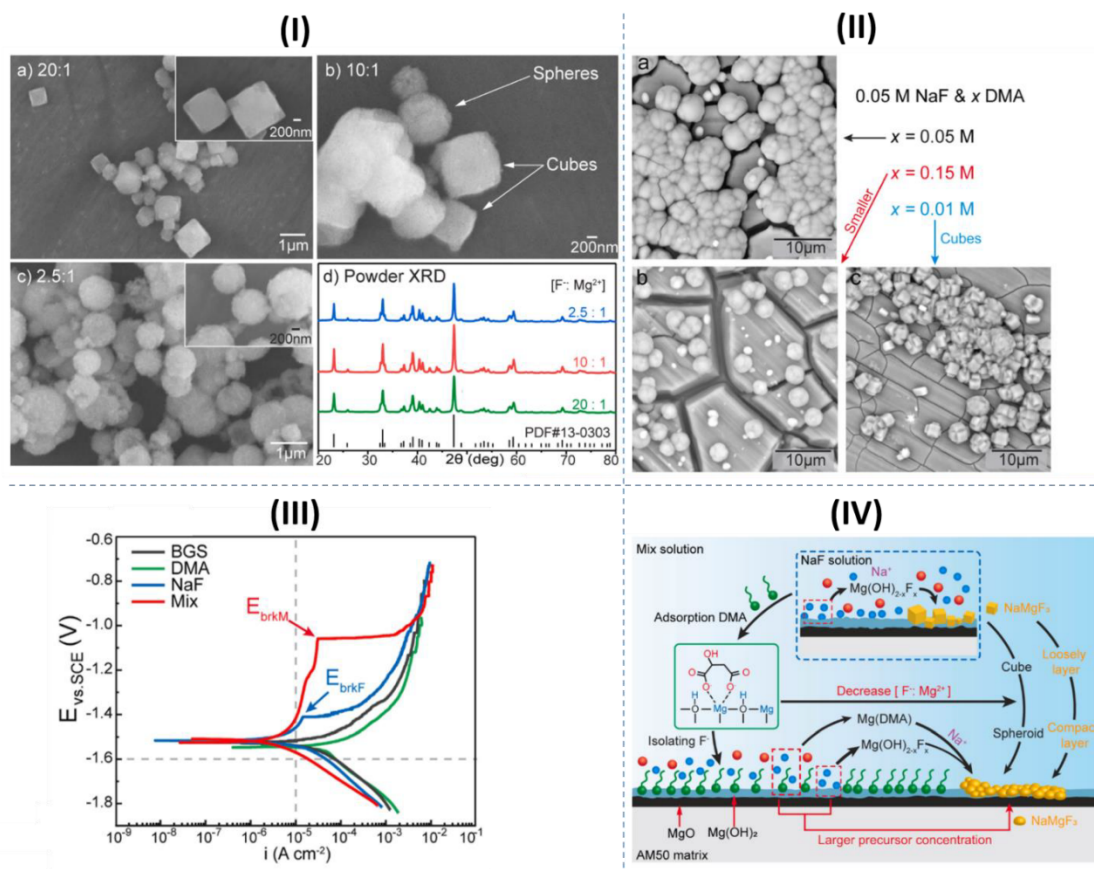 (I)
a) 20:1
200nm
1μm
b) 10:1
Spheres
Cubes
200nm
c) 2.5:1
200nm
1μm
d) Powder XRD
[F⁻: Mg²⁺]
2.5 : 1
10 : 1
20 : 1
PDF#13-0303
20 30 40 50 60 70 80
2θ (deg)
(II)
a
10μm
0.05 M NaF & x DMA
x = 0.05 M
x = 0.15 M
x = 0.01 M
Smaller
Cubes
b
10μm
c
10μm
(III)
BGS
DMA
NaF
Mix
E_brkM
E_brkF
-0.6
-0.8
-1.0
-1.2
-1.4
-1.6
-1.8
E vs.SCE (V)
10⁻⁹ 10⁻⁸ 10⁻⁷ 10⁻⁶ 10⁻⁵ 10⁻⁴ 10⁻³ 10⁻² 10⁻¹
i (A cm⁻²)
(IV)
Mix solution
NaF solution
Na⁺
Mg(OH)₂₋ₓFₓ
NaMgF₃
Adsorption DMA
OH
O O
O O
H H
O Mg O Mg
Decrease [ F⁻: Mg²⁺]
Cube
Loosely
layer
Isolating F⁻
Mg(DMA)
Na⁺
Mg(OH)₂₋ₓFₓ
Spheroid
Compac
layer
MgO
Mg(OH)₂
Larger precursor concentration
NaMgF₃
AM50 matrix